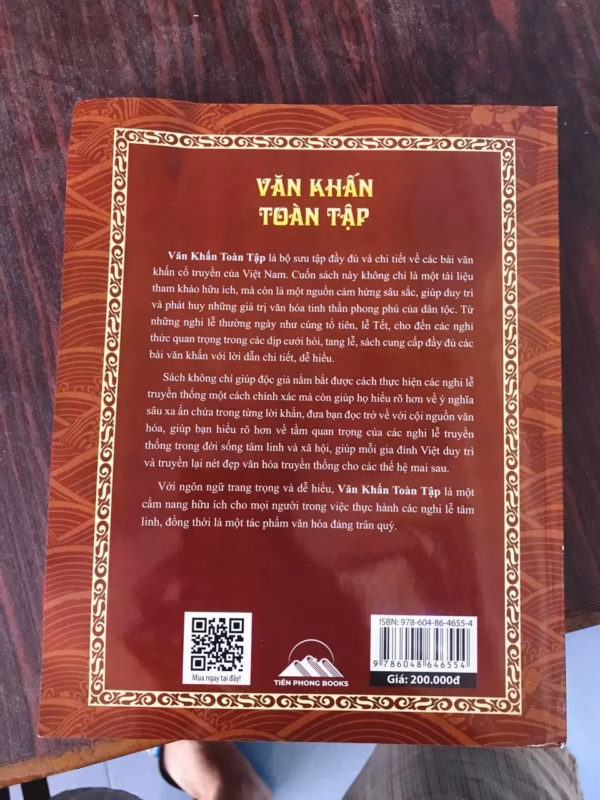 VĂN KHẤN
TOÀN TẬP
Văn Khấn Toàn Tập là bộ sưu tập đầy đủ và chi tiết về các bài văn
khấn cổ truyền của Việt Nam. Cuốn sách này không chỉ là một tài liệu
tham khảo hữu ích, mà còn là một nguồn cảm hứng sâu sắc, giúp duy trì
và phát huy những giá trị văn hóa tinh thần phong phú của dân tộc. Từ
những nghi lễ thường ngày như cúng tổ tiên, lễ Tết, cho đến các nghi
thức quan trọng trong các dịp cưới hỏi, tang lễ, sách cung cấp đầy đủ các
bài văn khấn với lời dẫn chi tiết, dễ hiểu.
Sách không chỉ giúp độc giả nắm bắt được cách thực hiện các nghi lễ
truyền thống một cách chính xác mà còn giúp họ hiểu rõ hơn về ý nghĩa
sâu xa ẩn chứa trong từng lời khấn, đưa bạn đọc trở về với cội nguồn văn
hóa, giúp bạn hiểu rõ hơn về tầm quan trọng của các nghi lễ truyền
thống trong đời sống tâm linh và xã hội, giúp mỗi gia đình Việt duy trì
và truyền lại nét đẹp văn hóa truyền thống cho các thế hệ mai sau.
Với ngôn ngữ trang trọng và dễ hiểu, Văn Khấn Toàn Tập là một
cẩm nang hữu ích cho mọi người trong việc thực hành các nghi lễ tâm
linh, đồng thời là một tác phẩm văn hóa đáng trân quý.
Mua ngay tại đây!
TIẾN PHONG BOOKS
ISBN: 978-604-86-4655-4
9 786048 646554
Giá: 200.000đ